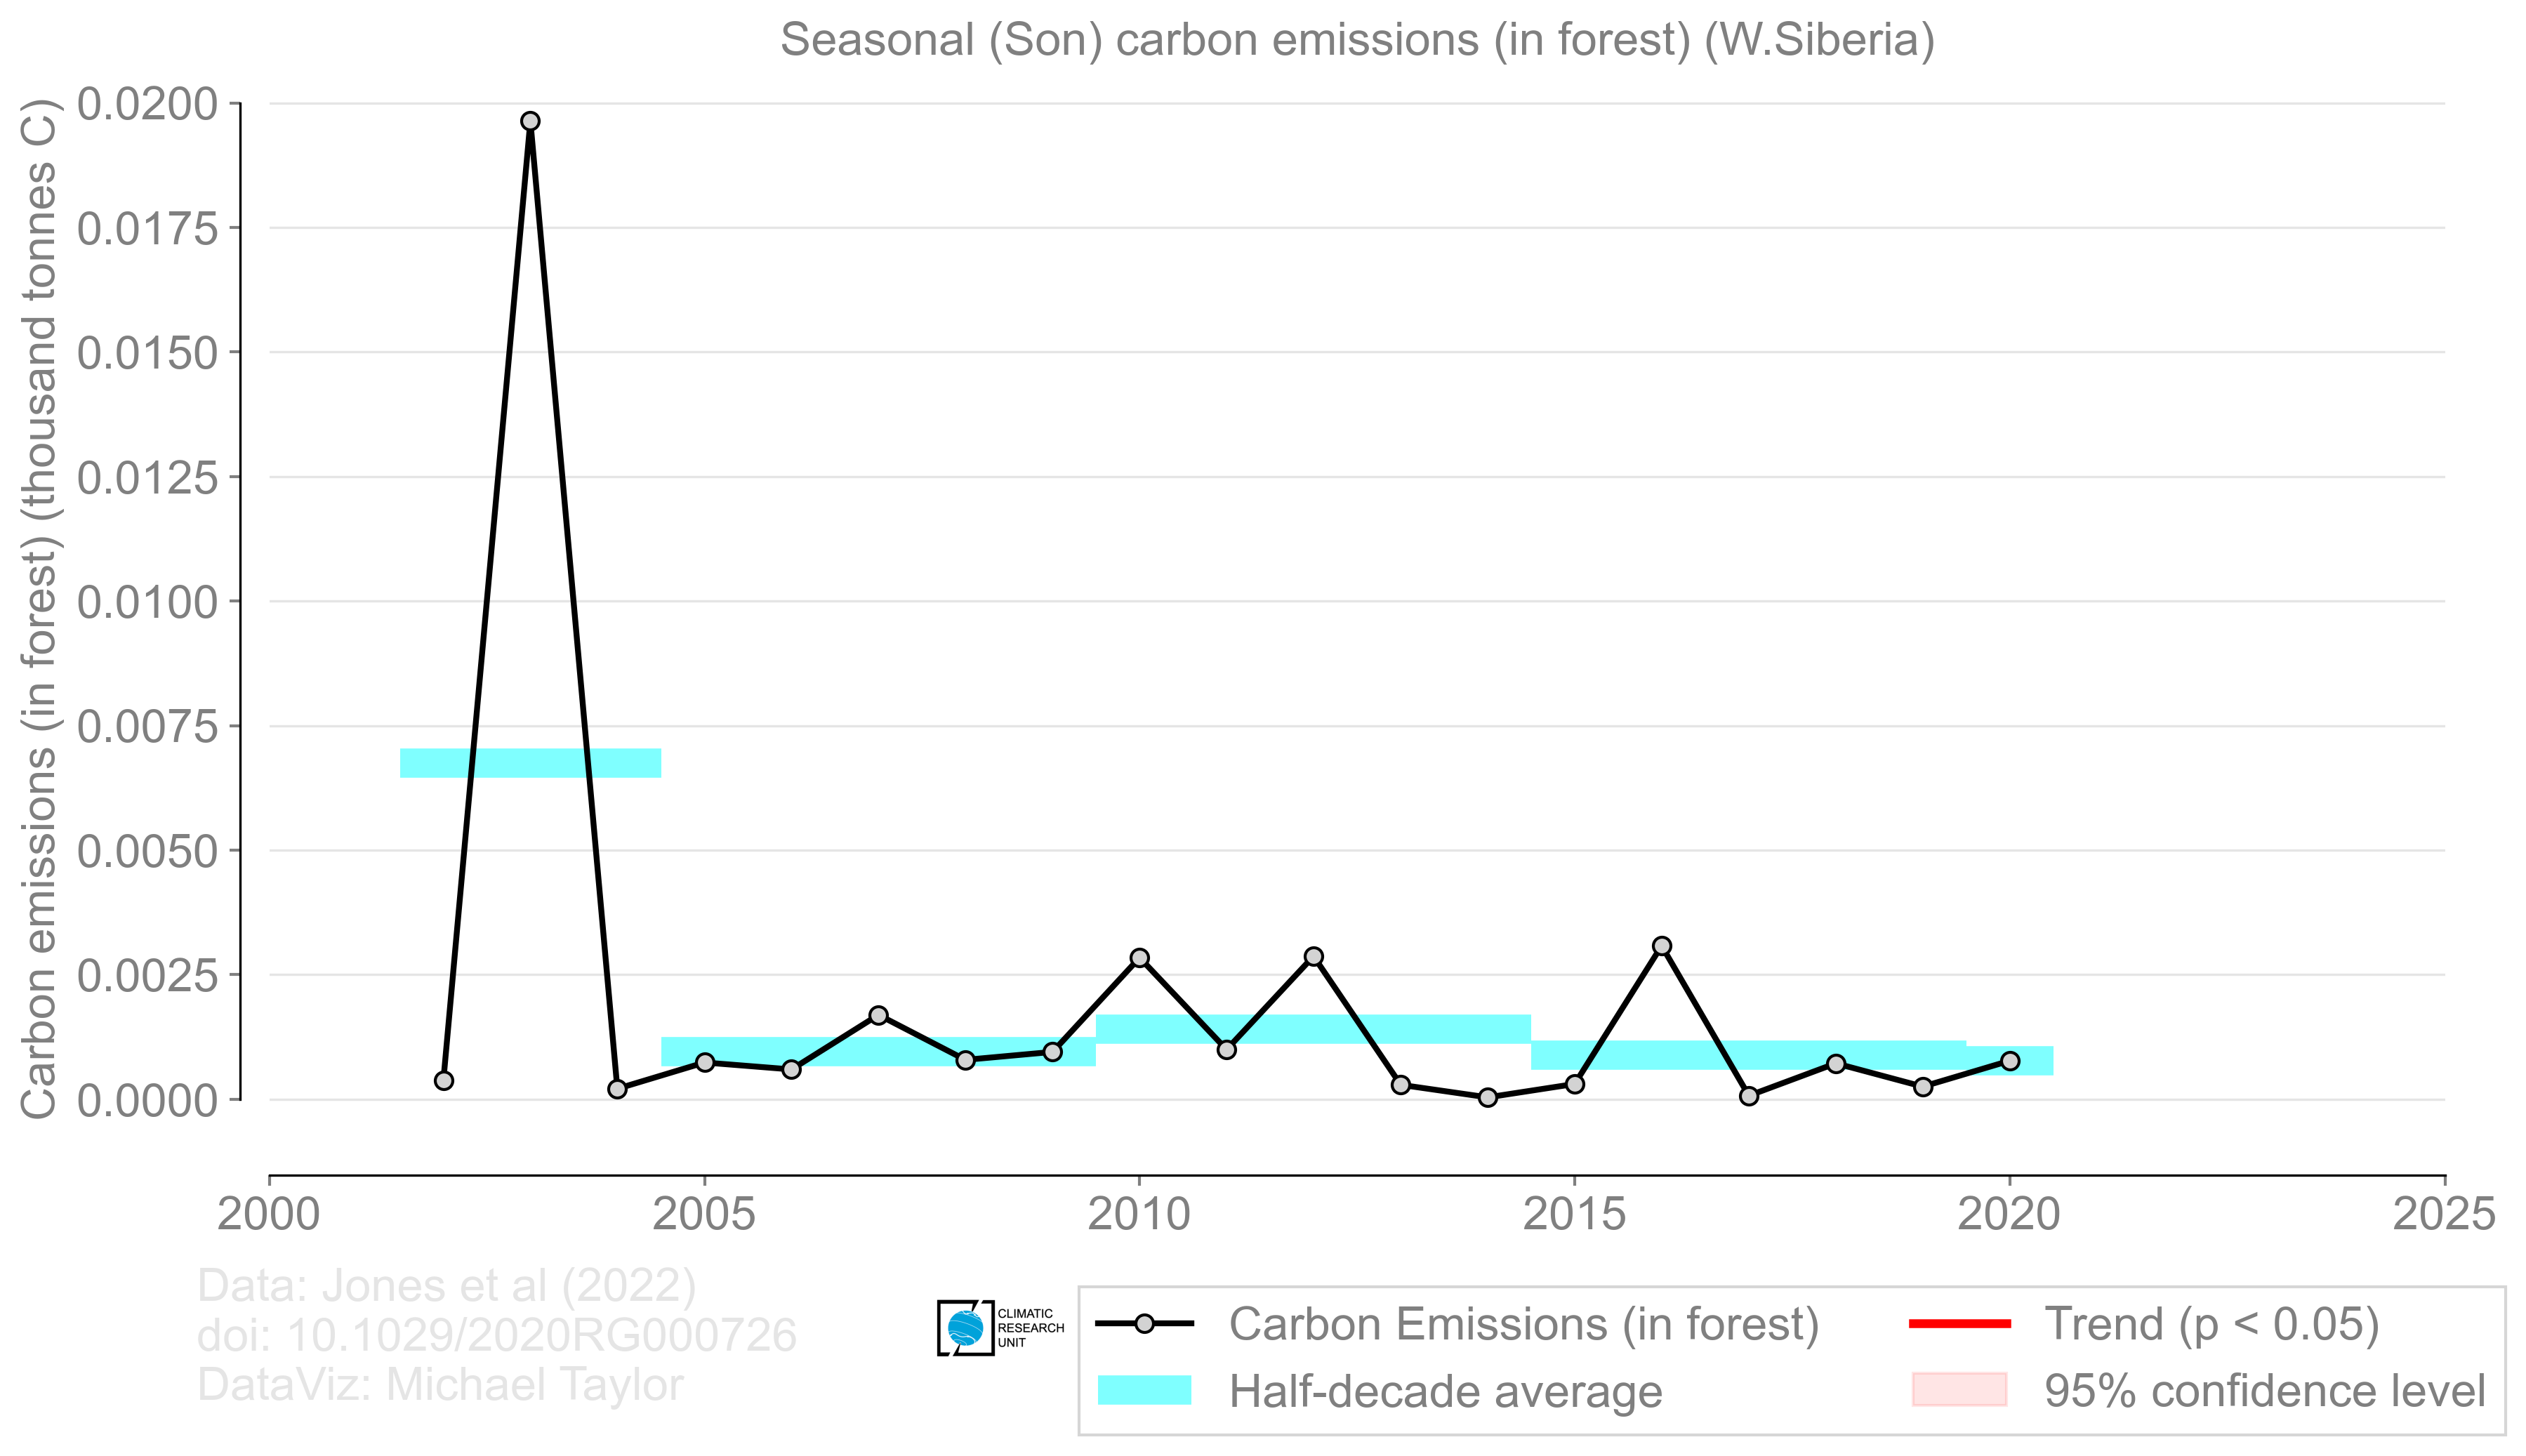 Seasonal (Son) carbon emissions (in forest) (W.Siberia)
Carbon emissions (in forest) (thousand tonnes C)
0.0200
0.0175
0.0150
0.0125
0.0100
0.0075
0.0050
0.0025
0.0000
2000 2005 2010 2015 2020 2025
Data: Jones et al (2022)
doi: 10.1029/2020RG000726
DataViz: Michael Taylor
CLIMATIC
RESEARCH
UNIT
Carbon Emissions (in forest)
Half-decade average
Trend (p < 0.05)
95% confidence level